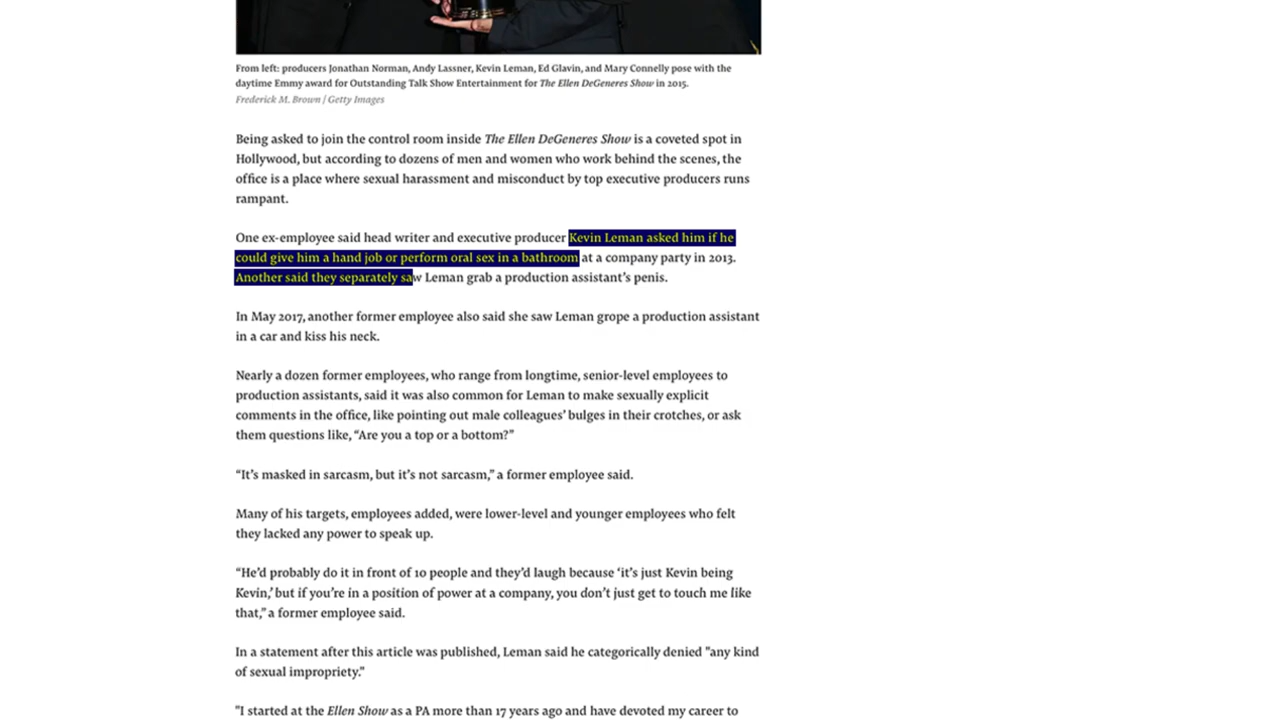 From left: producers Jonathan Norman, Andy Lassner, Kevin Leman, Ed Glavin, and Mary Connelly pose with the
daytime Emmy award for Outstanding Talk Show Entertainment for The Ellen DeGeneres Show in 2015.
Frederick M. Brown / Getty Images
Being asked to join the control room inside The Ellen DeGeneres Show is a coveted spot in
Hollywood, but according to dozens of men and women who work behind the scenes, the
office is a place where sexual harassment and misconduct by top executive producers runs
rampant.
One ex-employee said head writer and executive producer Kevin Leman asked him if he
could give him a hand job or perform oral sex in a bathroom at a company party in 2013.
Another said they separately saw Leman grab a production assistant’s penis.
In May 2017, another former employee also said she saw Leman grope a production assistant
in a car and kiss his neck.
Nearly a dozen former employees, who range from longtime, senior-level employees to
production assistants, said it was also common for Leman to make sexually explicit
comments in the office, like pointing out male colleagues’ bulges in their crotches, or ask
them questions like, “Are you a top or a bottom?”
“It’s masked in sarcasm, but it’s not sarcasm,” a former employee said.
Many of his targets, employees added, were lower-level and younger employees who felt
they lacked any power to speak up.
“He’d probably do it in front of 10 people and they’d laugh because ‘it’s just Kevin being
Kevin,’ but if you’re in a position of power at a company, you don’t just get to touch me like
that,” a former employee said.
In a statement after this article was published, Leman said he categorically denied "any kind
of sexual impropriety.”
"I started at the Ellen Show as a PA more than 17 years ago and have devoted my career to